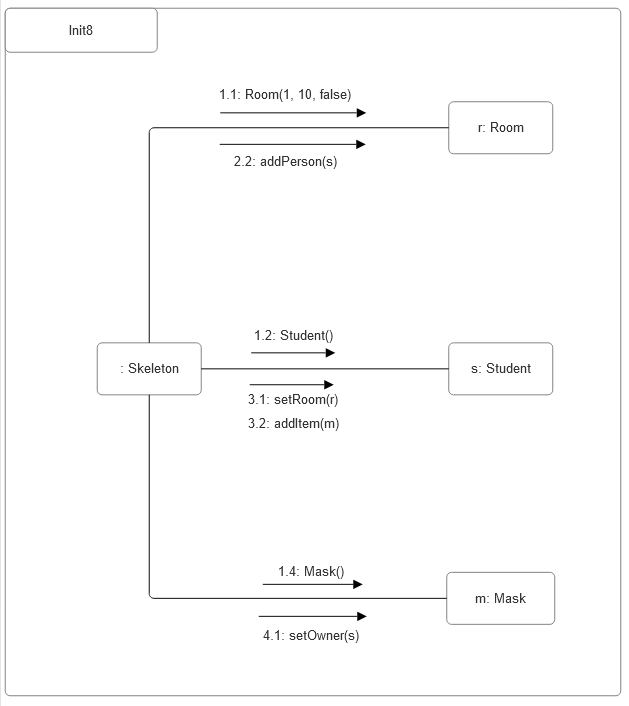 Init8
1.1: Room(1, 10, false)
r: Room
2.2: addPerson(s)
1.2: Student()
: Skeleton
s: Student
3.1: setRoom(r)
3.2: addItem(m)
1.4: Mask()
m: Mask
4.1: setOwner(s)